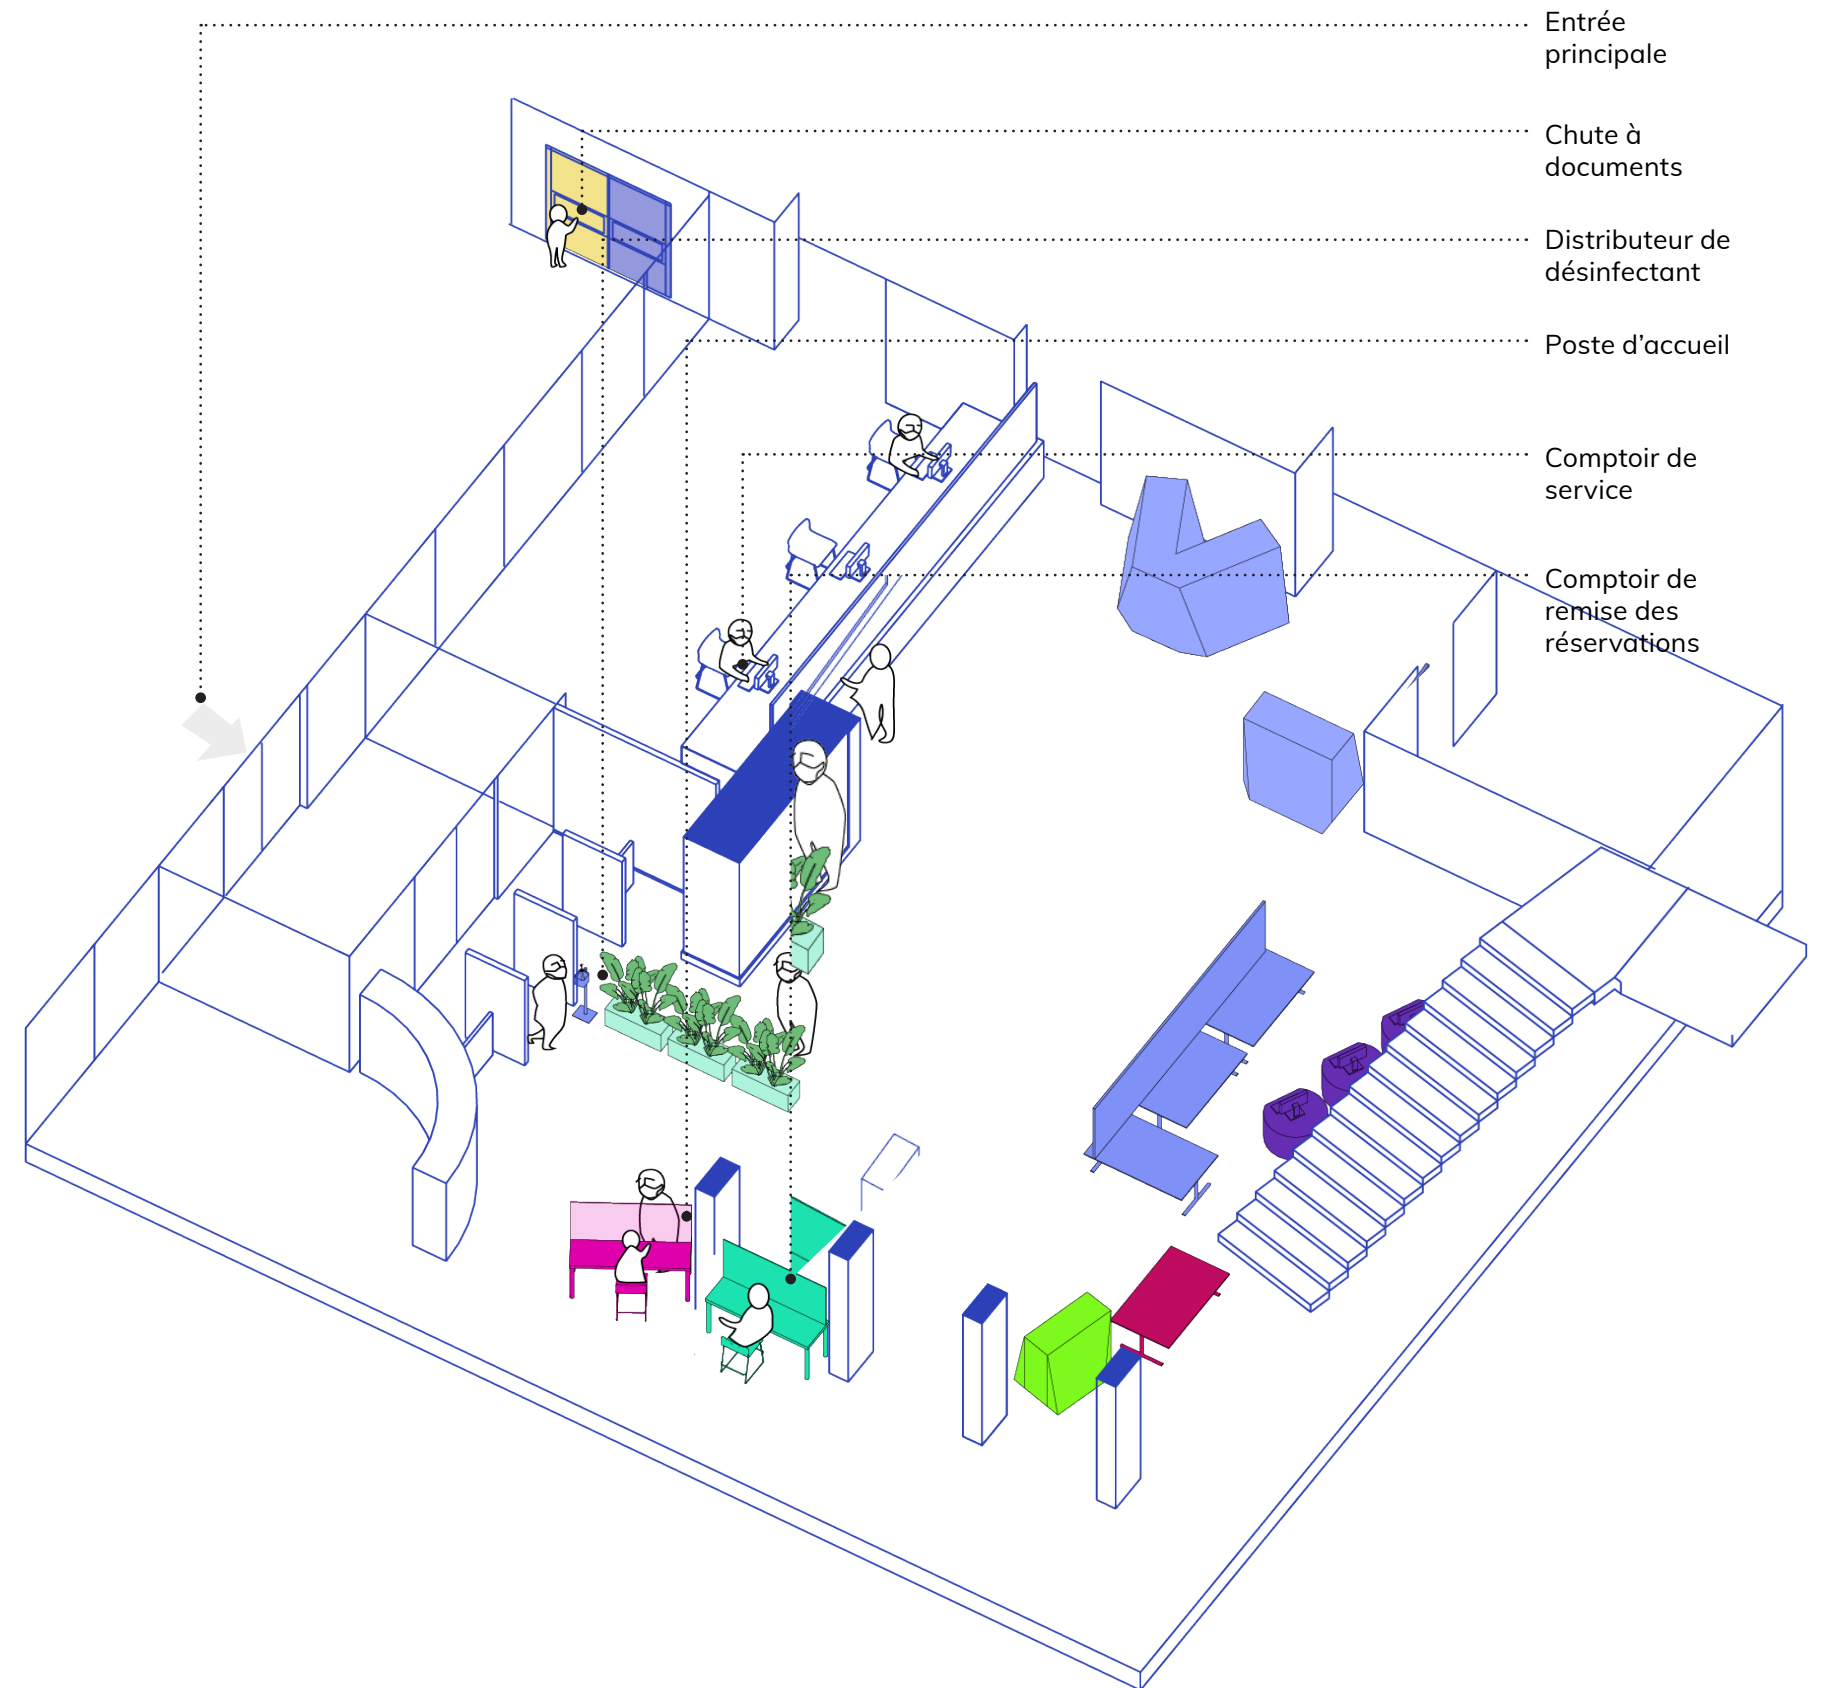 Entrée
principale
Chute à
documents
Distributeur de
désinfectant
Poste d’accueil
Comptoir de
service
Comptoir de
remise des
réservations